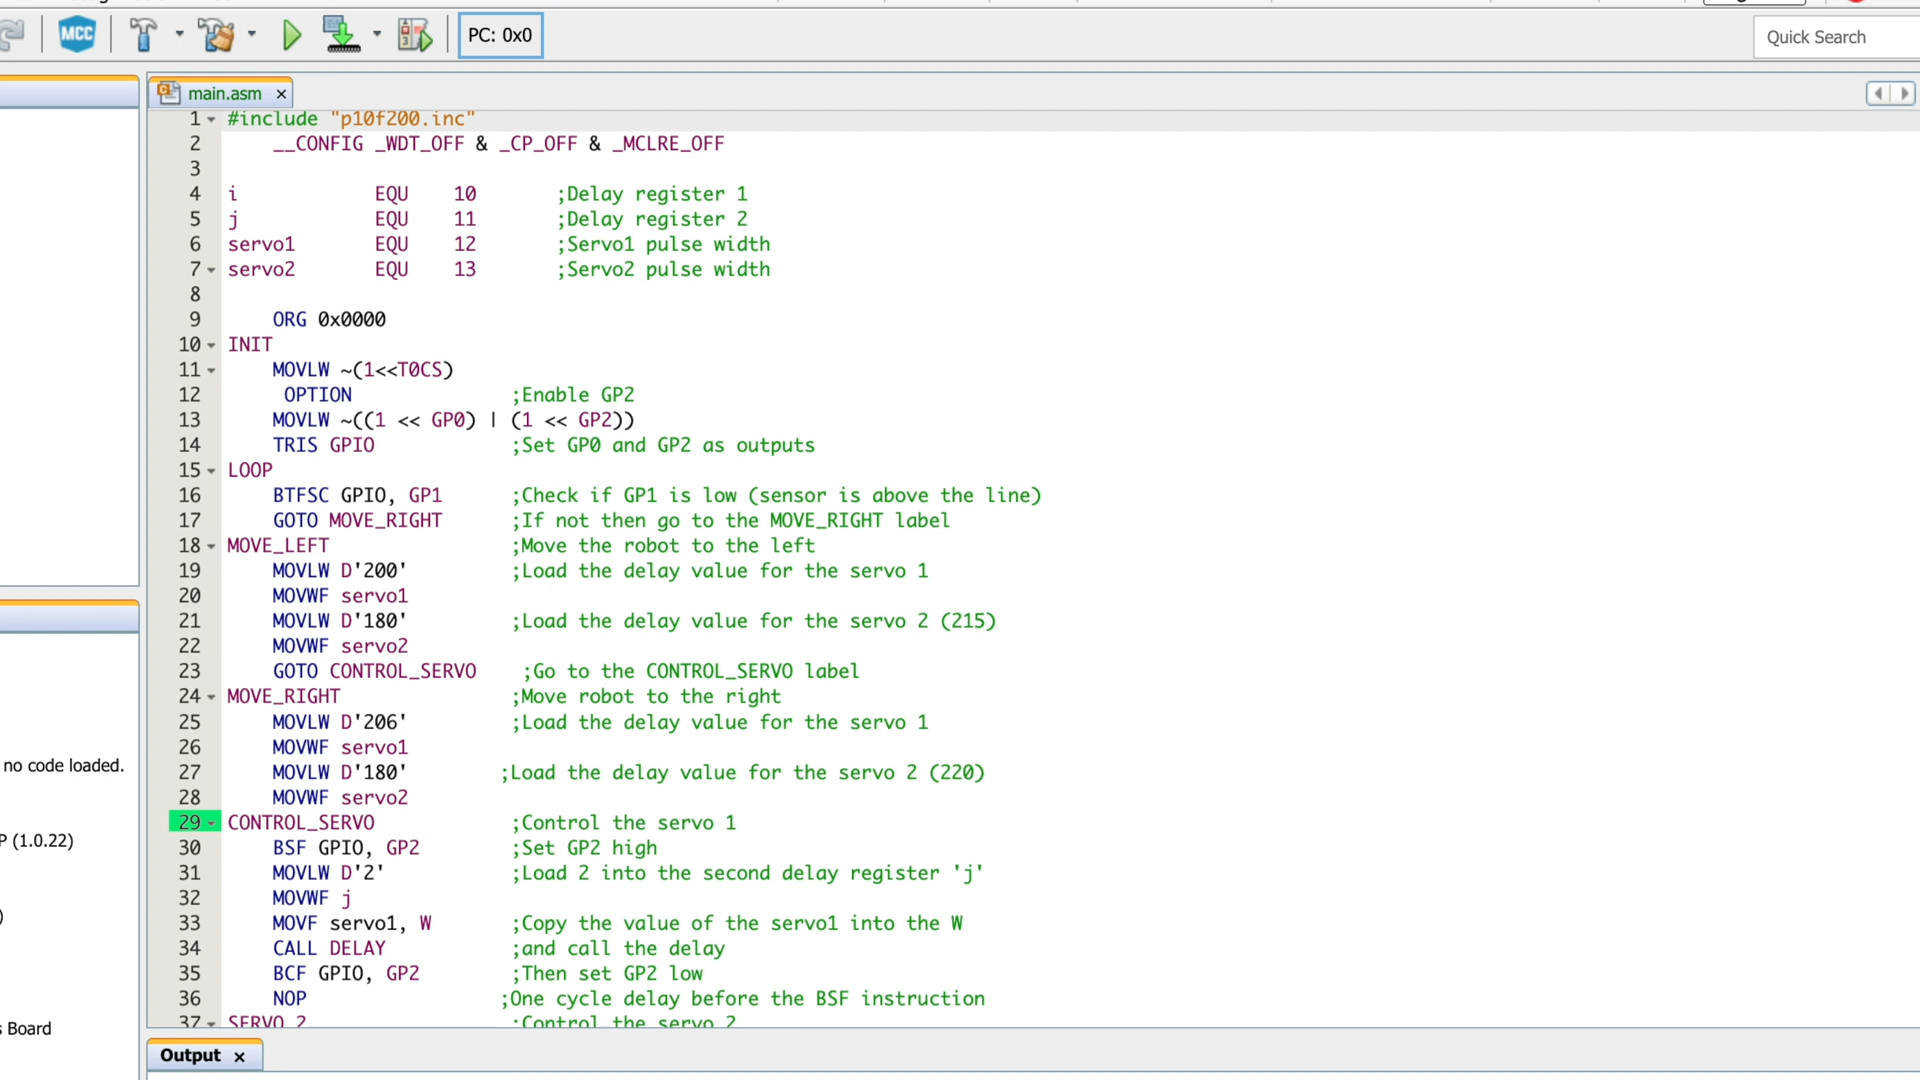 MCC
PC: 0x0
Quick Search
main.asm ×
1 #include "p10f200.inc"
2 __CONFIG _WDT_OFF & _CP_OFF & _MCLRE_OFF
3
4 i EQU 10 ;Delay register 1
5 j EQU 11 ;Delay register 2
6 servo1 EQU 12 ;Servo1 pulse width
7 servo2 EQU 13 ;Servo2 pulse width
8
9 ORG 0x0000
10 INIT
11 MOVLW ~(1<<T0CS)
12 OPTION ;Enable GP2
13 MOVLW ~((1 << GP0) | (1 << GP2))
14 TRIS GPIO ;Set GP0 and GP2 as outputs
15 LOOP
16 BTFSC GPIO, GP1 ;Check if GP1 is low (sensor is above the line)
17 GOTO MOVE_RIGHT ;If not then go to the MOVE_RIGHT label
18 MOVE_LEFT ;Move the robot to the left
19 MOVLW D'200' ;Load the delay value for the servo 1
20 MOVWF servo1
21 MOVLW D'180' ;Load the delay value for the servo 2 (215)
22 MOVWF servo2
23 GOTO CONTROL_SERVO ;Go to the CONTROL_SERVO label
24 MOVE_RIGHT ;Move robot to the right
25 MOVLW D'206' ;Load the delay value for the servo 1
26 MOVWF servo1
27 MOVLW D'180' ;Load the delay value for the servo 2 (220)
28 MOVWF servo2
29 CONTROL_SERVO ;Control the servo 1
30 BSF GPIO, GP2 ;Set GP2 high
31 MOVLW D'2' ;Load 2 into the second delay register 'j'
32 MOVWF j
33 MOVF servo1, W ;Copy the value of the servo1 into the W
34 CALL DELAY ;and call the delay
35 BCF GPIO, GP2 ;Then set GP2 low
36 NOP ;One cycle delay before the BSF instruction
37 SERVO_2 ;Control the servo 2
no code loaded.
P (1.0.22)
)
s Board
Output ×